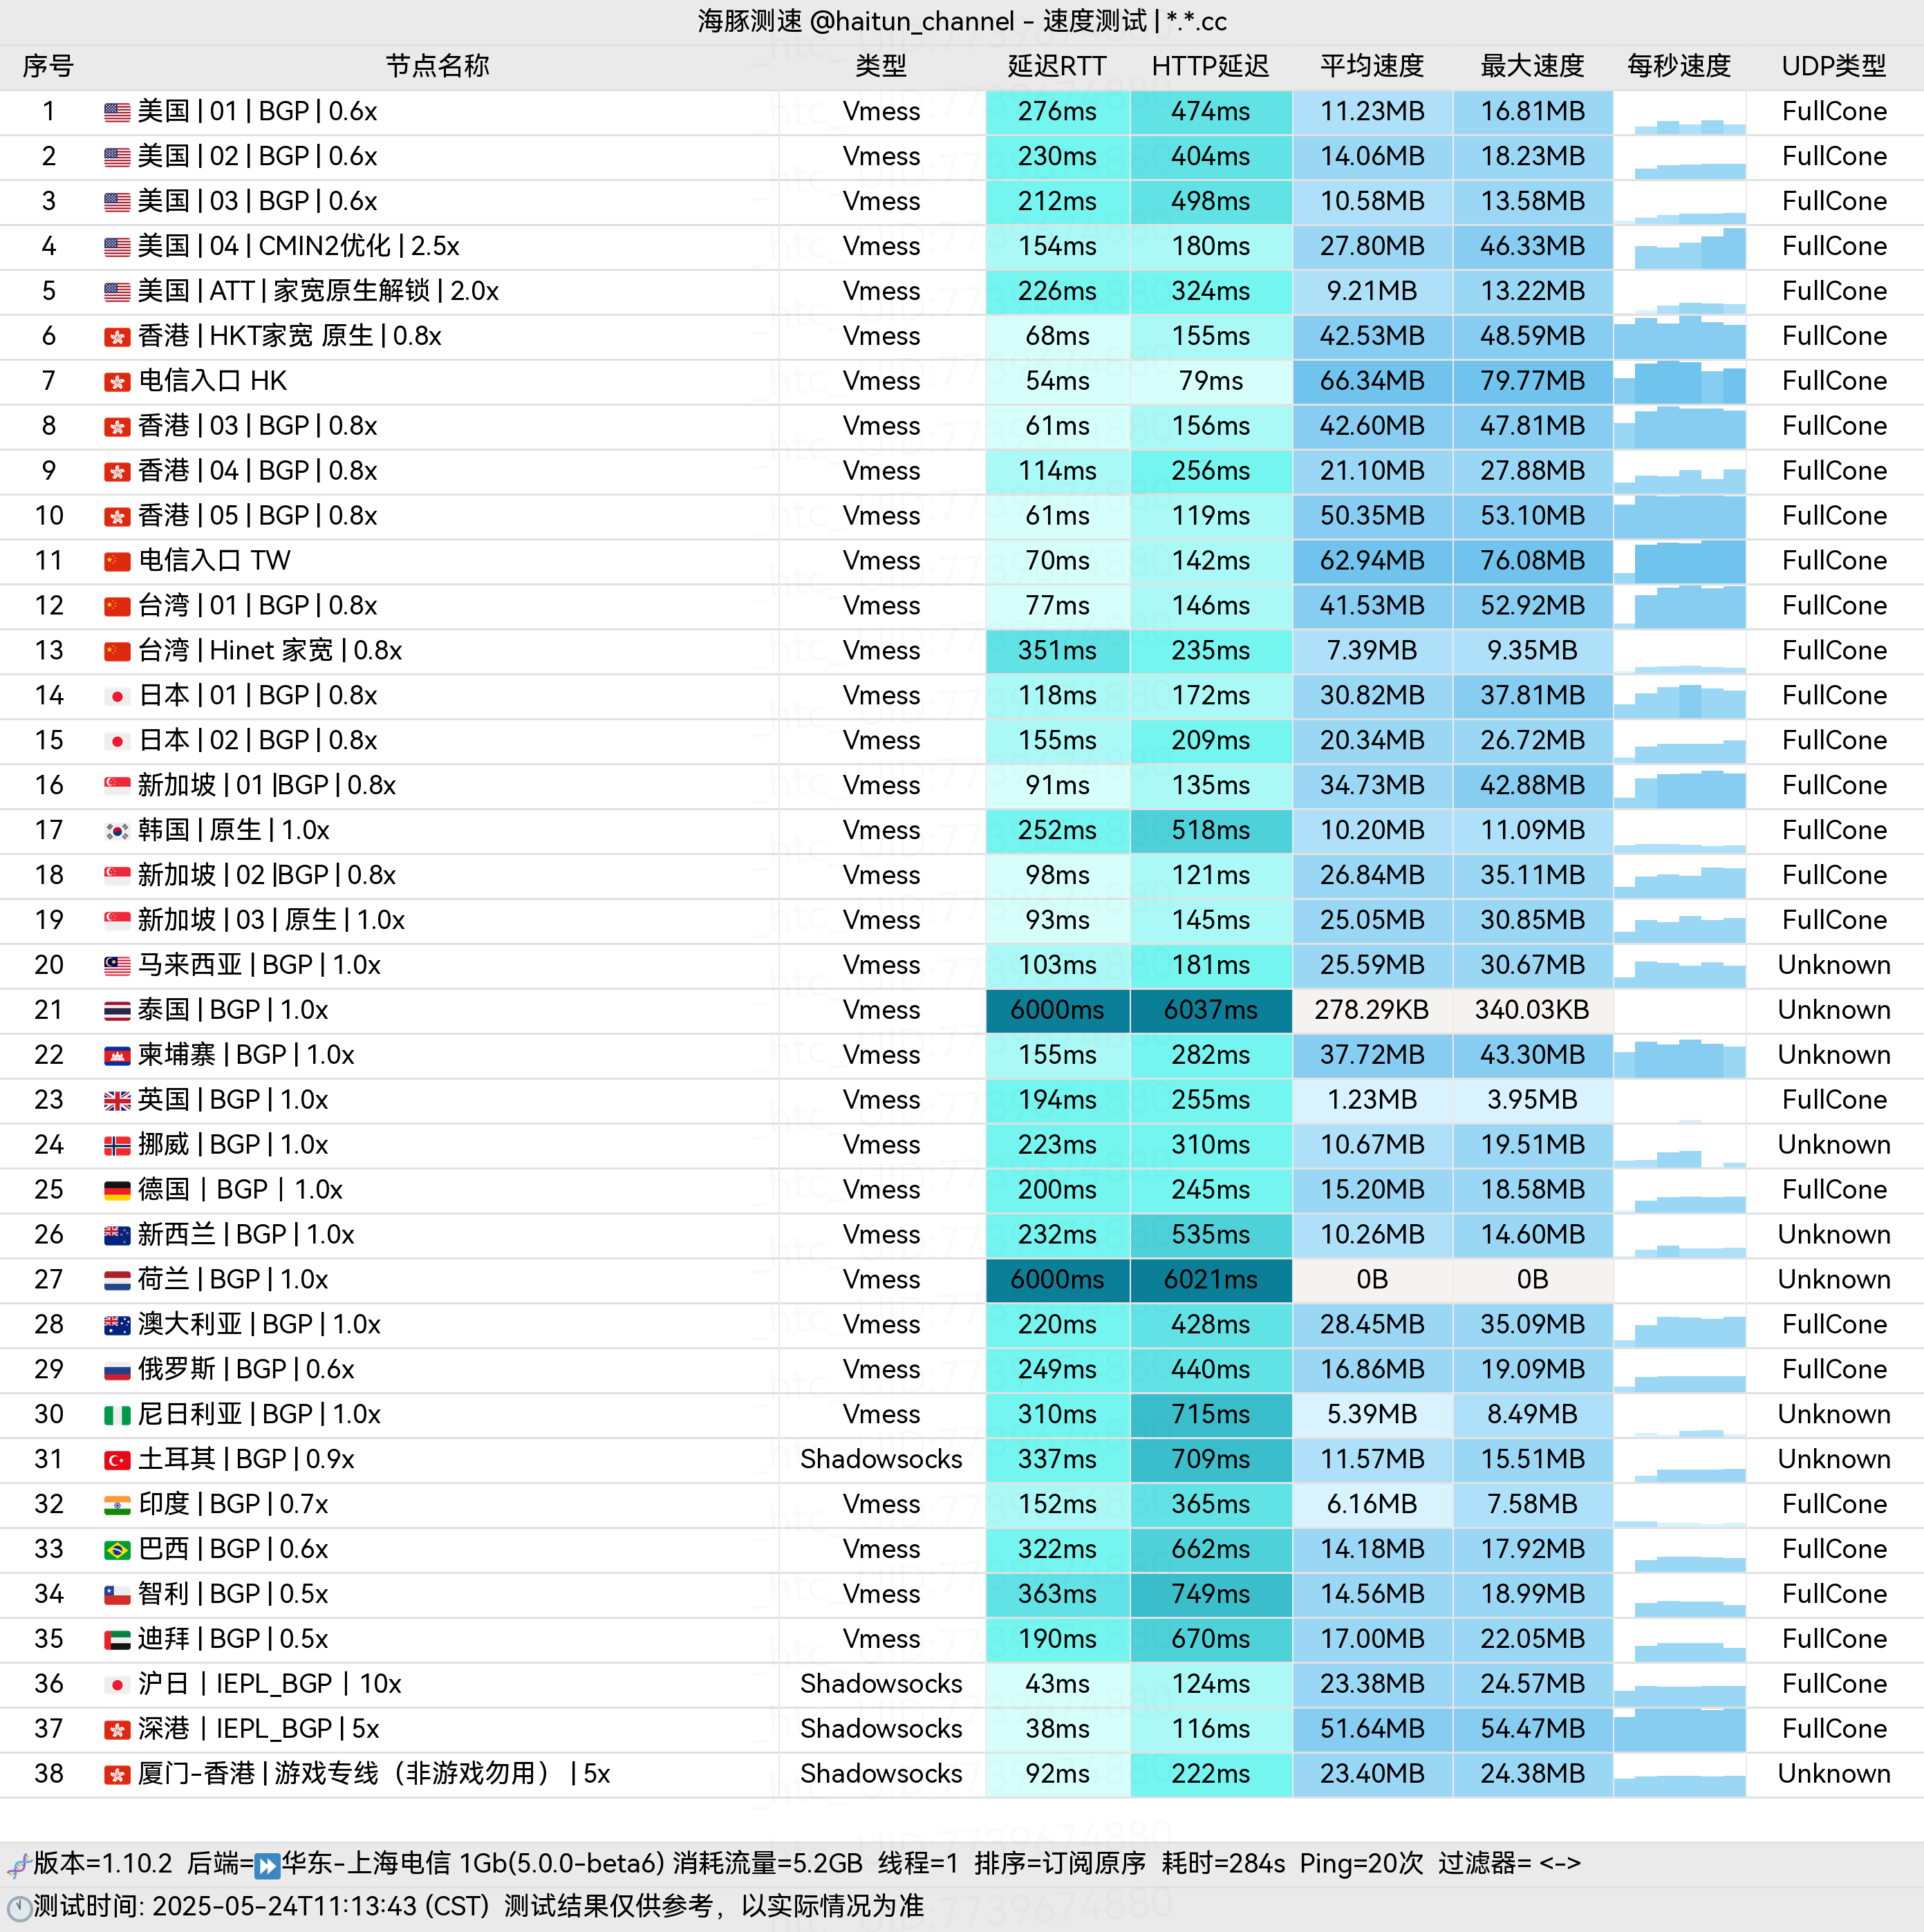 海豚测速 @haitun_channel - 速度测试 | *.*.cc
序号 节点名称 类型 延迟RTT HTTP延迟 平均速度 最大速度 每秒速度 UDP类型
1 美国 | 01 | BGP | 0.6x Vmess 276ms 474ms 11.23MB 16.81MB FullCone
2 美国 | 02 | BGP | 0.6x Vmess 230ms 404ms 14.06MB 18.23MB FullCone
3 美国 | 03 | BGP | 0.6x Vmess 212ms 498ms 10.58MB 13.58MB FullCone
4 美国 | 04 | CMIN2优化 | 2.5x Vmess 154ms 180ms 27.80MB 46.33MB FullCone
5 美国 | ATT | 家宽原生解锁 | 2.0x Vmess 226ms 324ms 9.21MB 13.22MB FullCone
6 香港 | HKT家宽 原生 | 0.8x Vmess 68ms 155ms 42.53MB 48.59MB FullCone
7 电信入口 HK Vmess 54ms 79ms 66.34MB 79.77MB FullCone
8 香港 | 03 | BGP | 0.8x Vmess 61ms 156ms 42.60MB 47.81MB FullCone
9 香港 | 04 | BGP | 0.8x Vmess 114ms 256ms 21.10MB 27.88MB FullCone
10 香港 | 05 | BGP | 0.8x Vmess 61ms 119ms 50.35MB 53.10MB FullCone
11 电信入口 TW Vmess 70ms 142ms 62.94MB 76.08MB FullCone
12 台湾 | 01 | BGP | 0.8x Vmess 77ms 146ms 41.53MB 52.92MB FullCone
13 台湾 | Hinet 家宽 | 0.8x Vmess 351ms 235ms 7.39MB 9.35MB FullCone
14 日本 | 01 | BGP | 0.8x Vmess 118ms 172ms 30.82MB 37.81MB FullCone
15 日本 | 02 | BGP | 0.8x Vmess 155ms 209ms 20.34MB 26.72MB FullCone
16 新加坡 | 01 |BGP | 0.8x Vmess 91ms 135ms 34.73MB 42.88MB FullCone
17 韩国 | 原生 | 1.0x Vmess 252ms 518ms 10.20MB 11.09MB FullCone
18 新加坡 | 02 |BGP | 0.8x Vmess 98ms 121ms 26.84MB 35.11MB FullCone
19 新加坡 | 03 | 原生 | 1.0x Vmess 93ms 145ms 25.05MB 30.85MB FullCone
20 马来西亚 | BGP | 1.0x Vmess 103ms 181ms 25.59MB 30.67MB Unknown
21 泰国 | BGP | 1.0x Vmess 6000ms 6037ms 278.29KB 340.03KB Unknown
22 柬埔寨 | BGP | 1.0x Vmess 155ms 282ms 37.72MB 43.30MB Unknown
23 英国 | BGP | 1.0x Vmess 194ms 255ms 1.23MB 3.95MB FullCone
24 挪威 | BGP | 1.0x Vmess 223ms 310ms 10.67MB 19.51MB Unknown
25 德国｜BGP｜1.0x Vmess 200ms 245ms 15.20MB 18.58MB FullCone
26 新西兰 | BGP | 1.0x Vmess 232ms 535ms 10.26MB 14.60MB Unknown
27 荷兰 | BGP | 1.0x Vmess 6000ms 6021ms 0B 0B Unknown
28 澳大利亚 | BGP | 1.0x Vmess 220ms 428ms 28.45MB 35.09MB FullCone
29 俄罗斯 | BGP | 0.6x Vmess 249ms 440ms 16.86MB 19.09MB FullCone
30 尼日利亚 | BGP | 1.0x Vmess 310ms 715ms 5.39MB 8.49MB Unknown
31 土耳其 | BGP | 0.9x Shadowsocks 337ms 709ms 11.57MB 15.51MB Unknown
32 印度 | BGP | 0.7x Vmess 152ms 365ms 6.16MB 7.58MB FullCone
33 巴西 | BGP | 0.6x Vmess 322ms 662ms 14.18MB 17.92MB FullCone
34 智利 | BGP | 0.5x Vmess 363ms 749ms 14.56MB 18.99MB FullCone
35 迪拜 | BGP | 0.5x Vmess 190ms 670ms 17.00MB 22.05MB FullCone
36 沪日｜IEPL_BGP｜10x Shadowsocks 43ms 124ms 23.38MB 24.57MB FullCone
37 深港｜IEPL_BGP | 5x Shadowsocks 38ms 116ms 51.64MB 54.47MB FullCone
38 厦门-香港 | 游戏专线（非游戏勿用） | 5x Shadowsocks 92ms 222ms 23.40MB 24.38MB Unknown
版本=1.10.2 后端=⏩华东-上海电信 1Gb(5.0.0-beta6) 消耗流量=5.2GB 线程=1 排序=订阅原序 耗时=284s Ping=20次 过滤器= <->
测试时间: 2025-05-24T11:13:43 (CST) 测试结果仅供参考，以实际情况为准